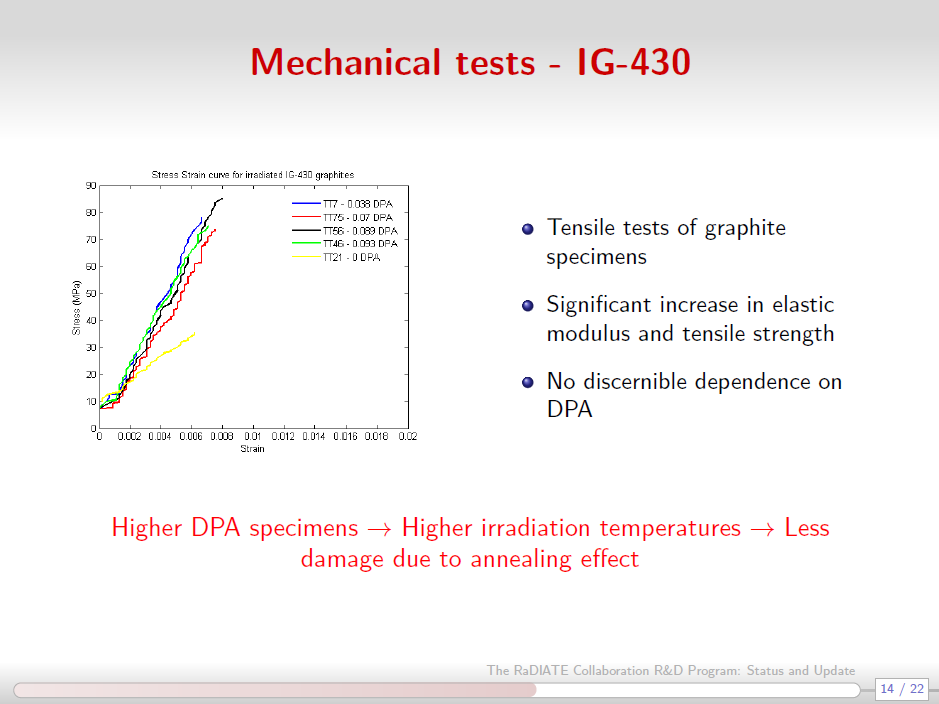 Mechanical tests - IG-430
Stress Strain curve for irradiated IG-430 graphites
90
80
70
60
50
40
30
20
10
0
Stress (MPa)
TT7 - 0.038 DPA
TT75 - 0.07 DPA
TT56 - 0.089 DPA
TT46 - 0.093 DPA
TT21 - 0 DPA
0 0.002 0.004 0.006 0.008 0.01 0.012 0.014 0.016 0.018 0.02
Strain
Tensile tests of graphite
specimens
Significant increase in elastic
modulus and tensile strength
No discernible dependence on
DPA
Higher DPA specimens → Higher irradiation temperatures → Less
damage due to annealing effect
The RaDIATE Collaboration R&D Program: Status and Update
14 / 22